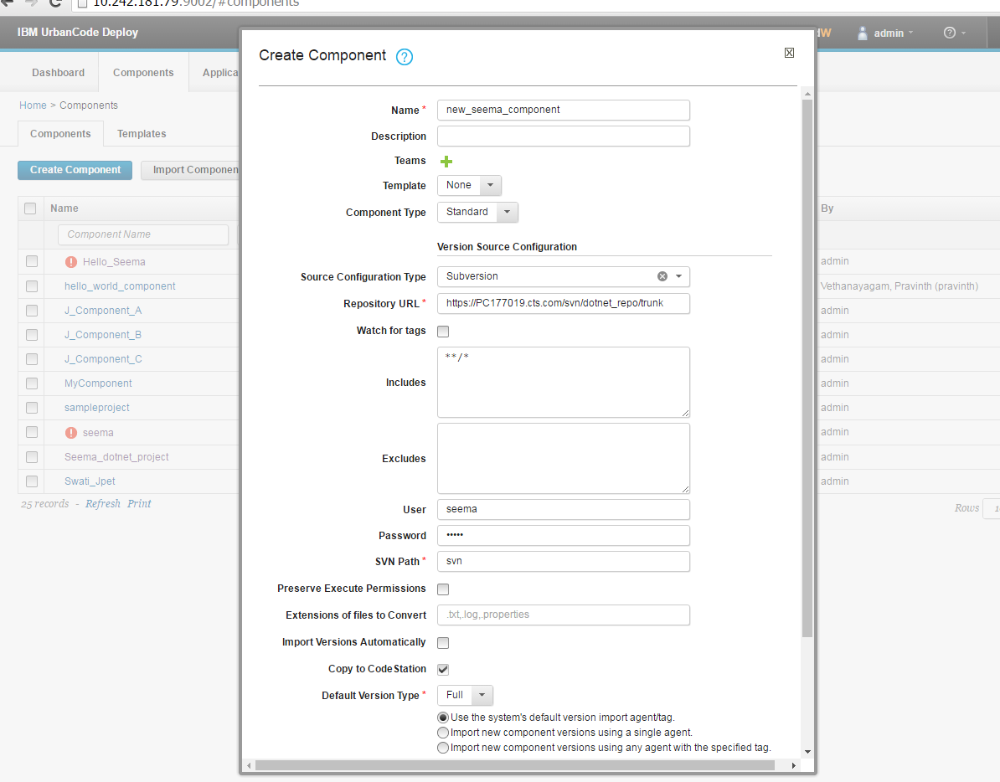 10.242.181.79:9002/#components
IBM UrbanCode Deploy
dW
admin
Dashboard
Components
Applica
Home > Components
Components
Templates
Create Component
Import Componen
Name
By
Component Name
Hello_Seema
admin
hello_world_component
Vethanayagam, Pravinth (pravinth)
J_Component_A
admin
J_Component_B
admin
J_Component_C
admin
MyComponent
admin
sampleproject
admin
seema
admin
Seema_dotnet_project
admin
Swati_Jpet
admin
25 records - Refresh Print
Rows 1
Create Component ?
Name * new_seema_component
Description
Teams
Template None
Component Type Standard
Version Source Configuration
Source Configuration Type Subversion
Repository URL * https://PC177019.cts.com/svn/dotnet_repo/trunk
Watch for tags
Includes **/*
Excludes
User seema
Password •••••
SVN Path * svn
Preserve Execute Permissions
Extensions of files to Convert .txt,.log,.properties
Import Versions Automatically
Copy to CodeStation
Default Version Type * Full
Use the system's default version import agent/tag.
Import new component versions using a single agent.
Import new component versions using any agent with the specified tag.